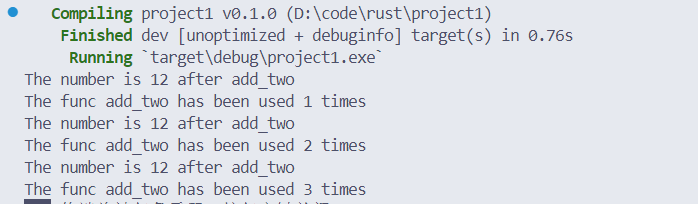 Compiling project1 v0.1.0 (D:\code\rust\project1)
Finished dev [unoptimized + debuginfo] target(s) in 0.76s
Running `target\debug\project1.exe`
The number is 12 after add_two
The func add_two has been used 1 times
The number is 12 after add_two
The func add_two has been used 2 times
The number is 12 after add_two
The func add_two has been used 3 times